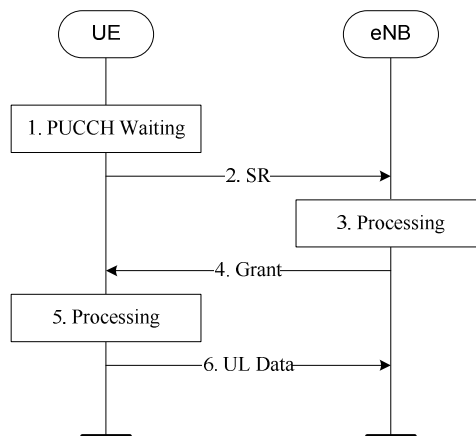 UE
eNB
1. PUCCH Waiting
2. SR
3. Processing
4. Grant
5. Processing
6. UL Data